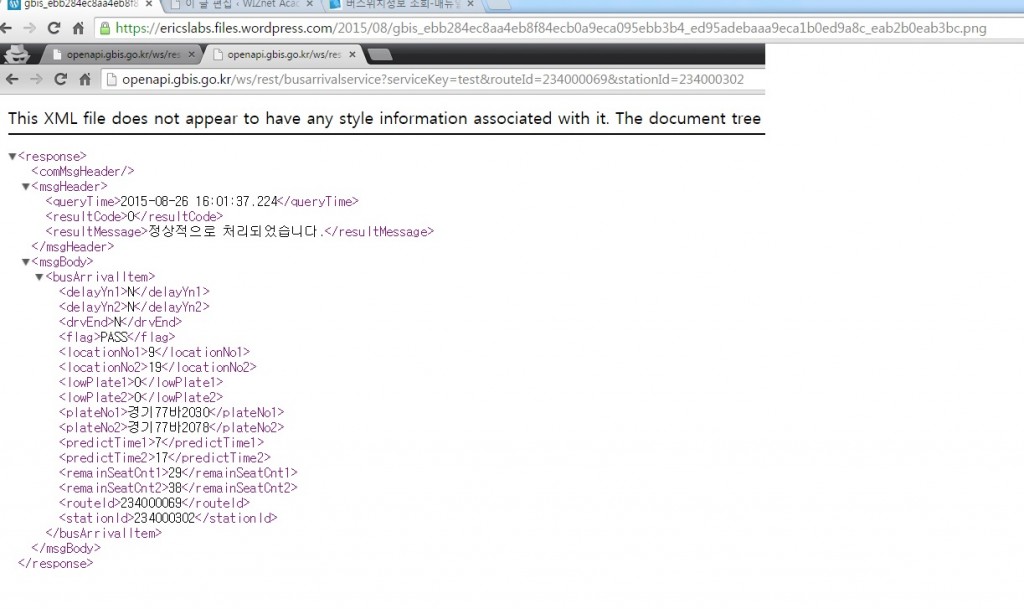 gbis_ebb284ec8aa4eb8f8
이 글 편집 ‹ WIZnet Acad
버스위치정보 조회-매뉴얼
https://ericslabs.files.wordpress.com/2015/08/gbis_ebb284ec8aa4eb8f84ecb0a9eca095ebb3b4_ed95adebaaa9eca1b0ed9a8c_eab2b0eab3bc.png
openapi.gbis.go.kr/ws/res
openapi.gbis.go.kr/ws/res
openapi.gbis.go.kr/ws/rest/busarrivalservice?serviceKey=test&routeId=234000069&stationId=234000302
This XML file does not appear to have any style information associated with it. The document tree
▼<response>
<comMsgHeader/>
▼<msgHeader>
<queryTime>2015-08-26 16:01:37.224</queryTime>
<resultCode>0</resultCode>
<resultMessage>정상적으로 처리되었습니다.</resultMessage>
</msgHeader>
▼<msgBody>
▼<busArrivalItem>
<delayYn1>N</delayYn1>
<delayYn2>N</delayYn2>
<drvEnd>N</drvEnd>
<flag>PASS</flag>
<locationNo1>9</locationNo1>
<locationNo2>19</locationNo2>
<lowPlate1>0</lowPlate1>
<lowPlate2>0</lowPlate2>
<plateNo1>경기77바2030</plateNo1>
<plateNo2>경기77바2078</plateNo2>
<predictTime1>7</predictTime1>
<predictTime2>17</predictTime2>
<remainSeatCnt1>29</remainSeatCnt1>
<remainSeatCnt2>38</remainSeatCnt2>
<routeId>234000069</routeId>
<stationId>234000302</stationId>
</busArrivalItem>
</msgBody>
</response>